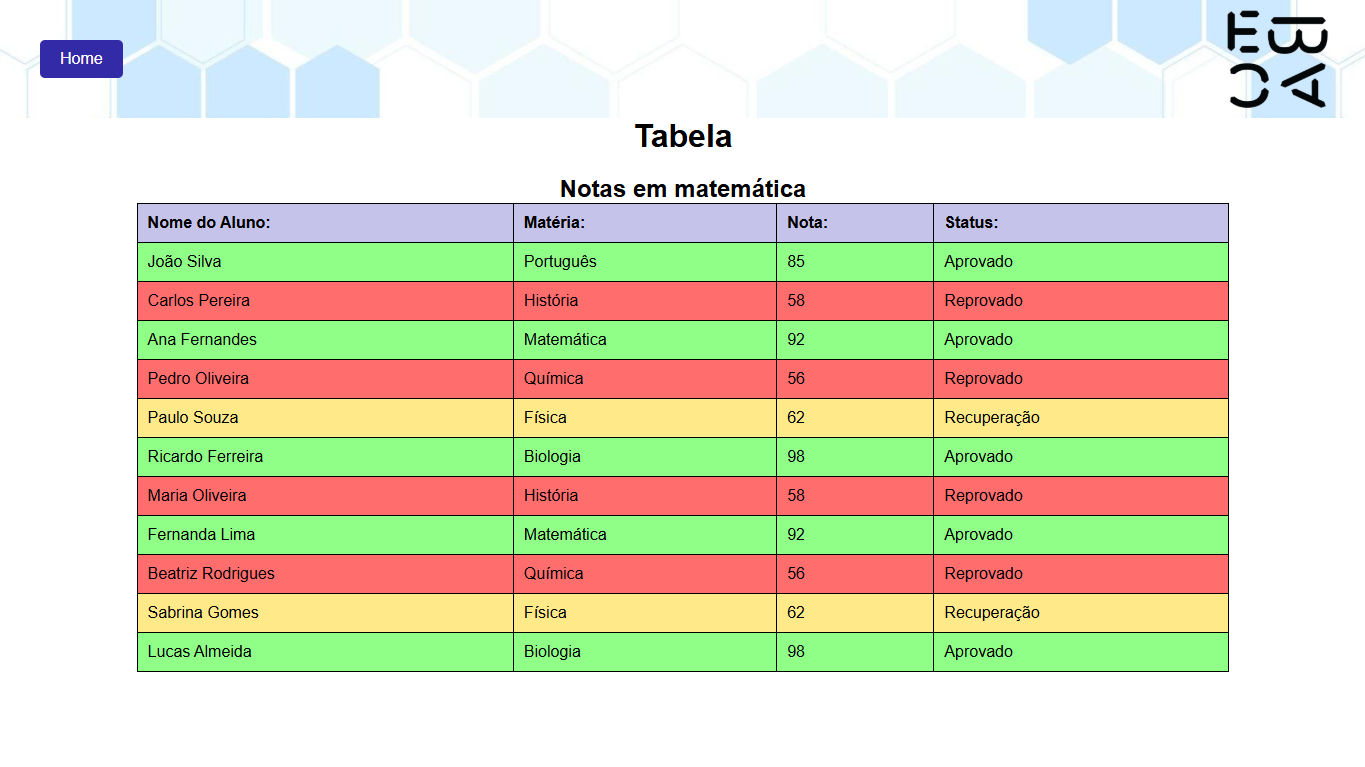 Home
EB
AC
Tabela
Notas em matemática
Nome do Aluno: Matéria: Nota: Status:
João Silva Português 85 Aprovado
Carlos Pereira História 58 Reprovado
Ana Fernandes Matemática 92 Aprovado
Pedro Oliveira Química 56 Reprovado
Paulo Souza Física 62 Recuperação
Ricardo Ferreira Biologia 98 Aprovado
Maria Oliveira História 58 Reprovado
Fernanda Lima Matemática 92 Aprovado
Beatriz Rodrigues Química 56 Reprovado
Sabrina Gomes Física 62 Recuperação
Lucas Almeida Biologia 98 Aprovado